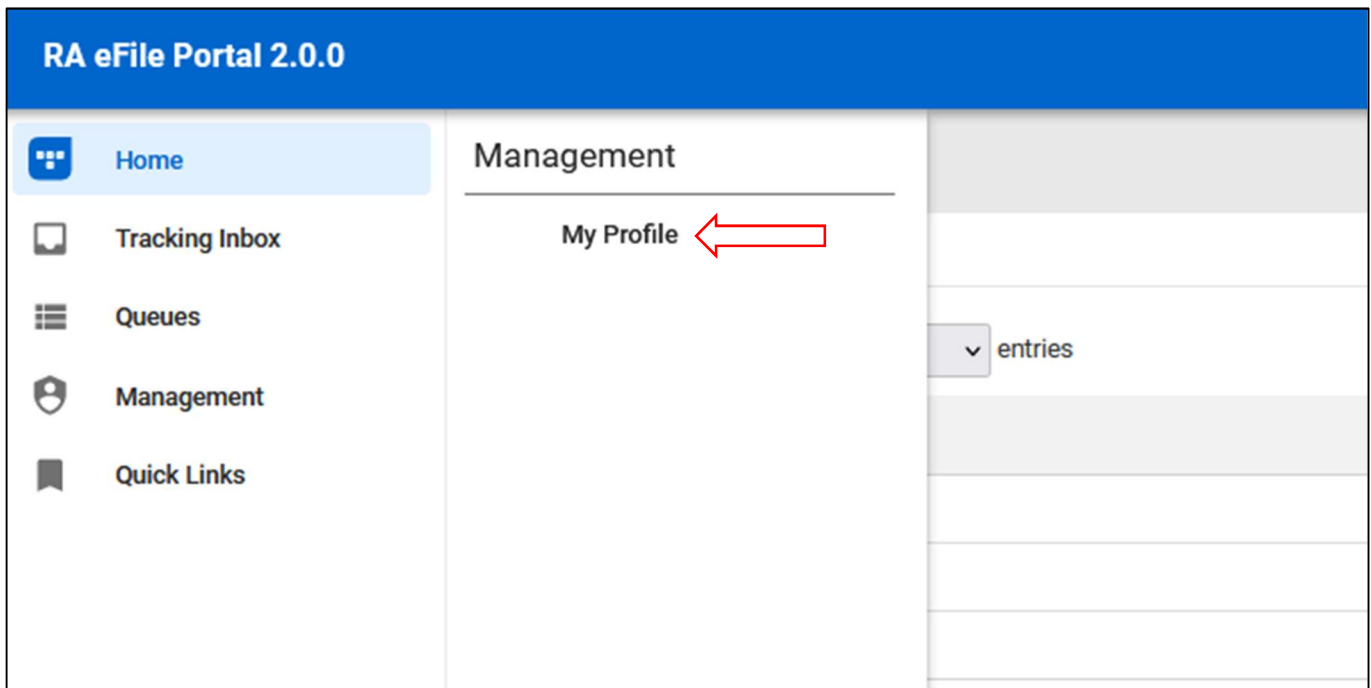 RA eFile Portal 2.0.0
Home
Tracking Inbox
Queues
Management
Quick Links
Management
My Profile
entries